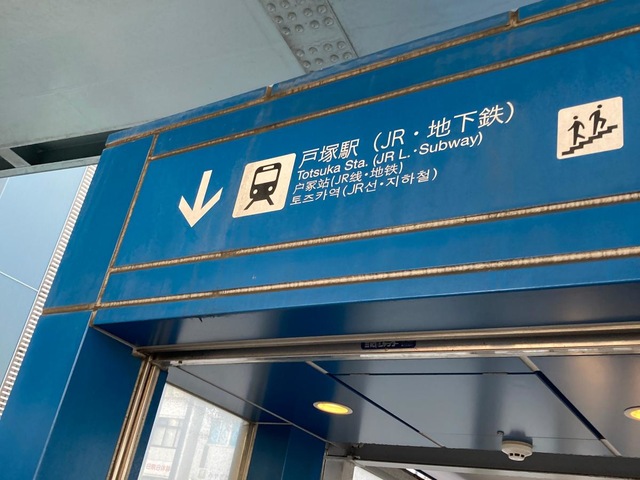 戸塚駅（JR・地下鉄）
Totsuka Sta. (JR L.・Subway)
户冢站(JR线・地铁)
토즈카역(JR선・지하철)